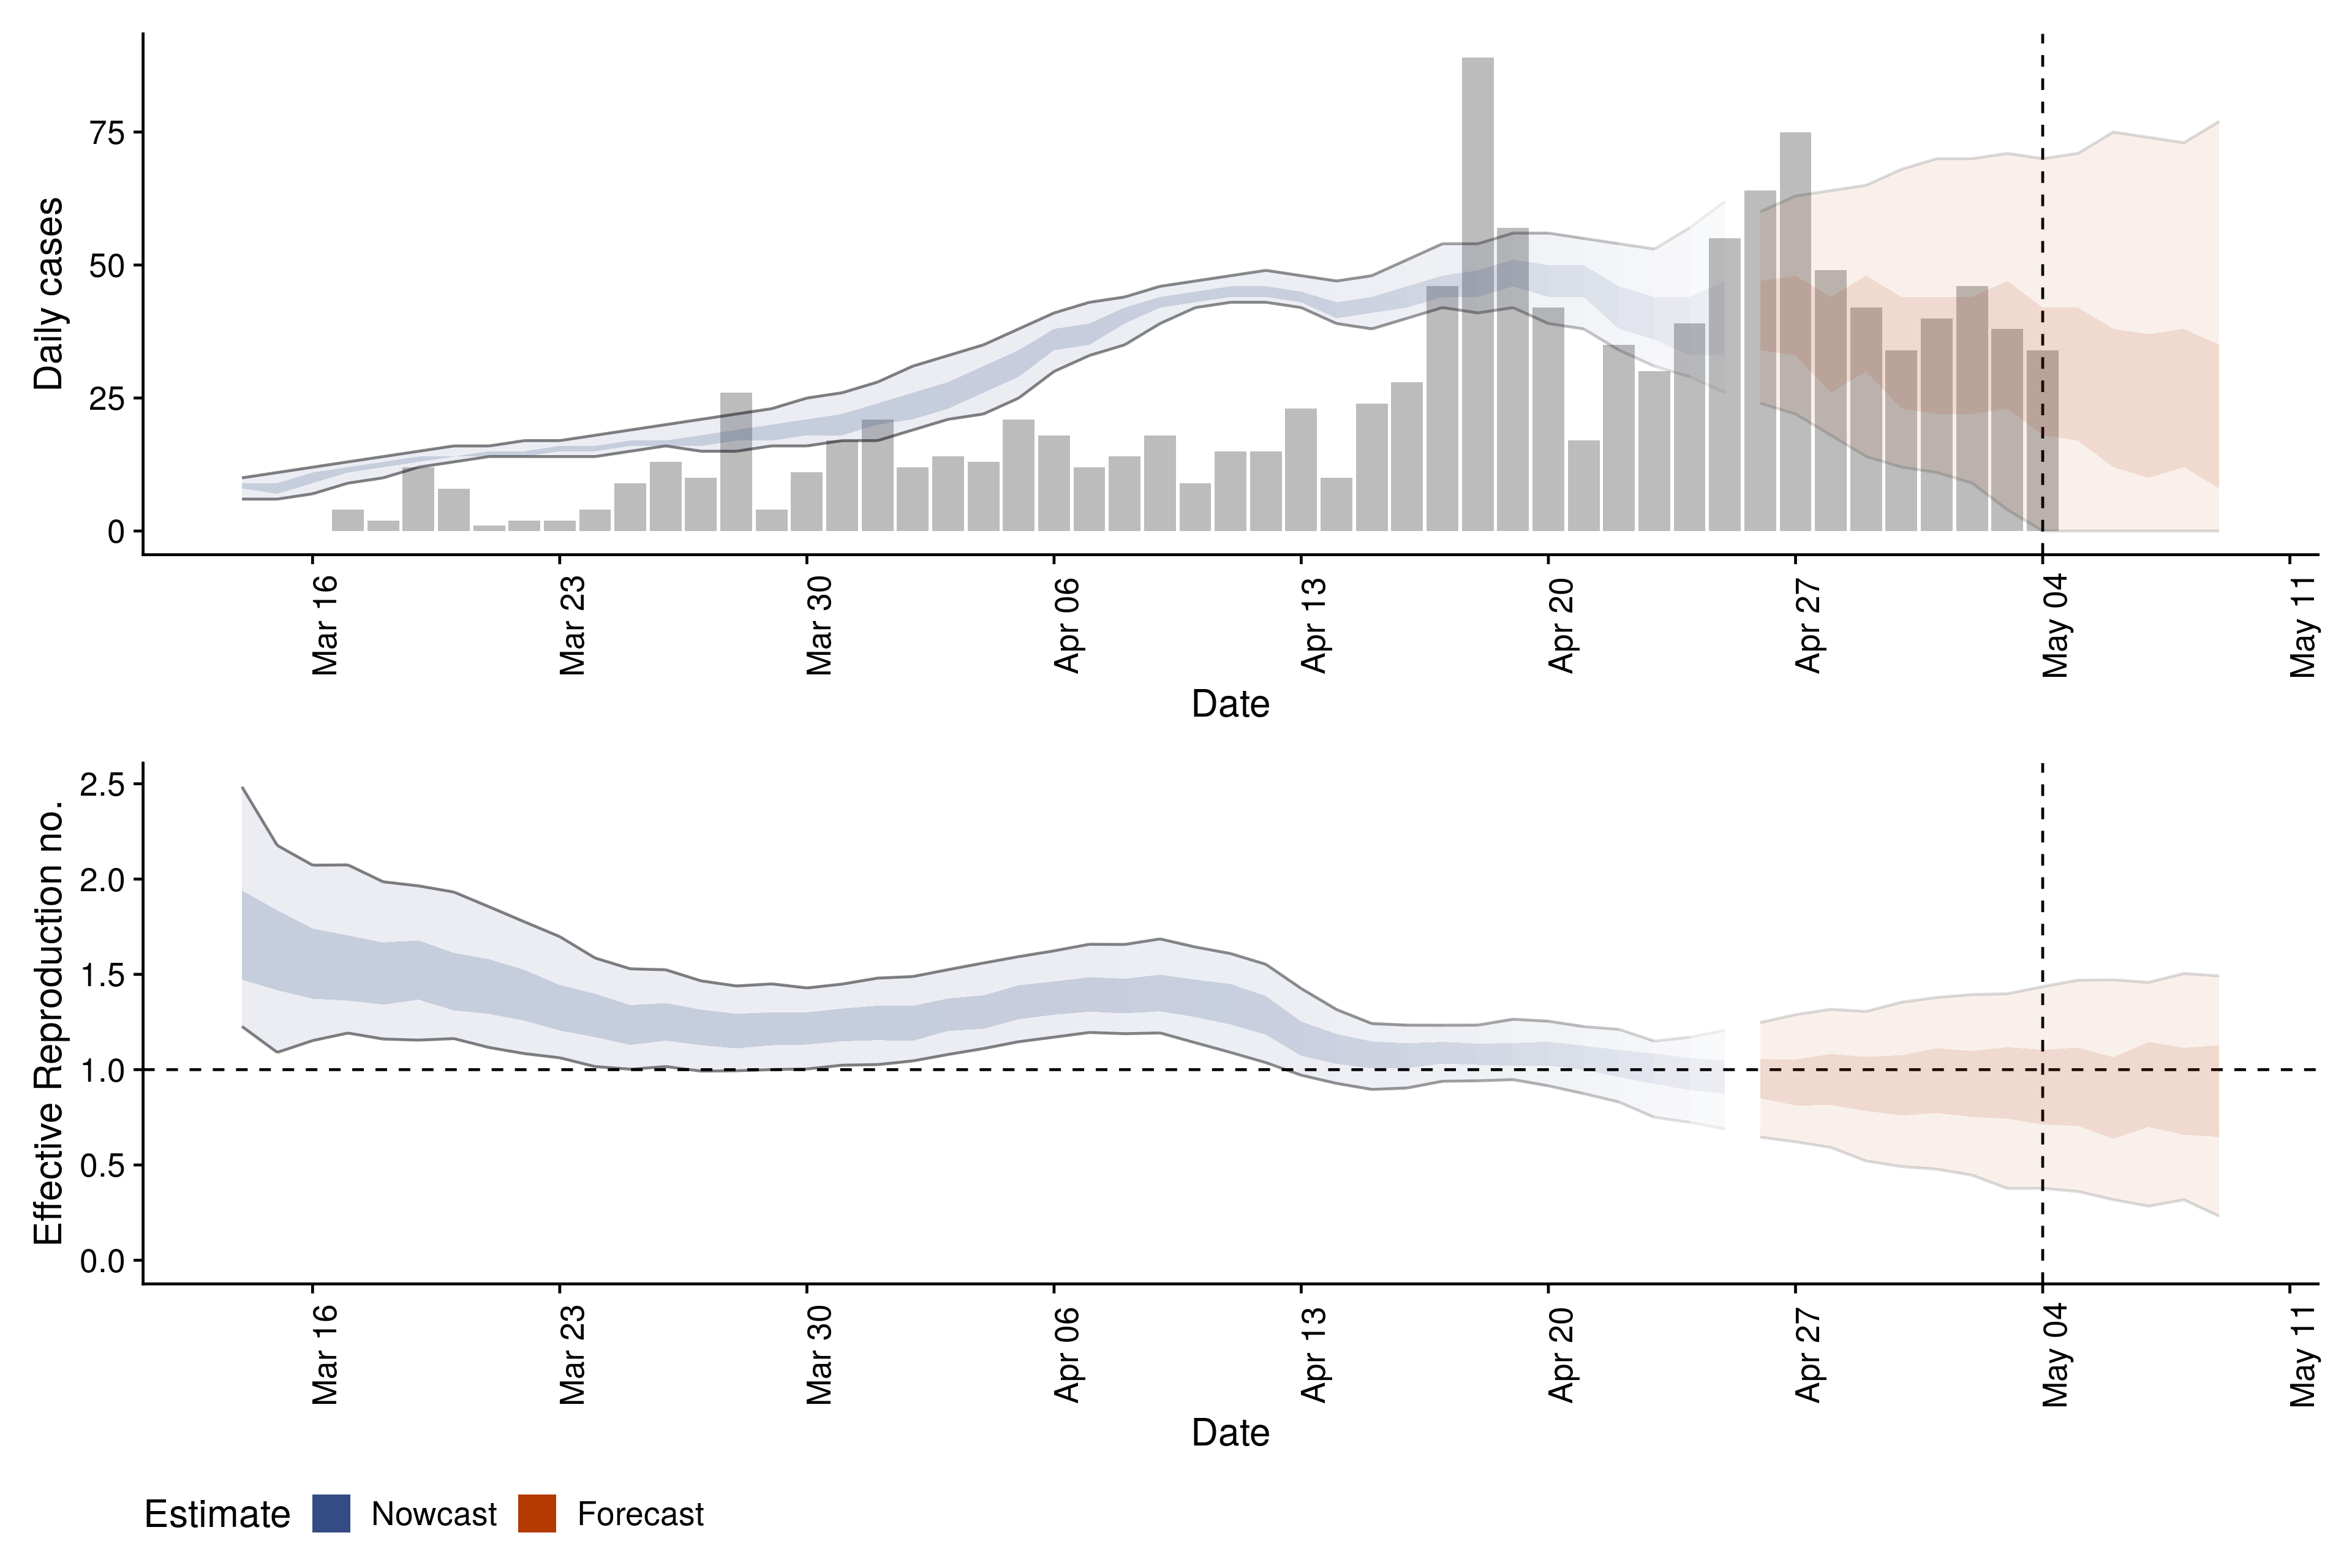 Daily cases
75
50
25
0
Mar 16
Mar 23
Mar 30
Apr 06
Apr 13
Apr 20
Apr 27
May 04
May 11
Date
Effective Reproduction no.
2.5
2.0
1.5
1.0
0.5
0.0
Mar 16
Mar 23
Mar 30
Apr 06
Apr 13
Apr 20
Apr 27
May 04
May 11
Date
Estimate Nowcast Forecast